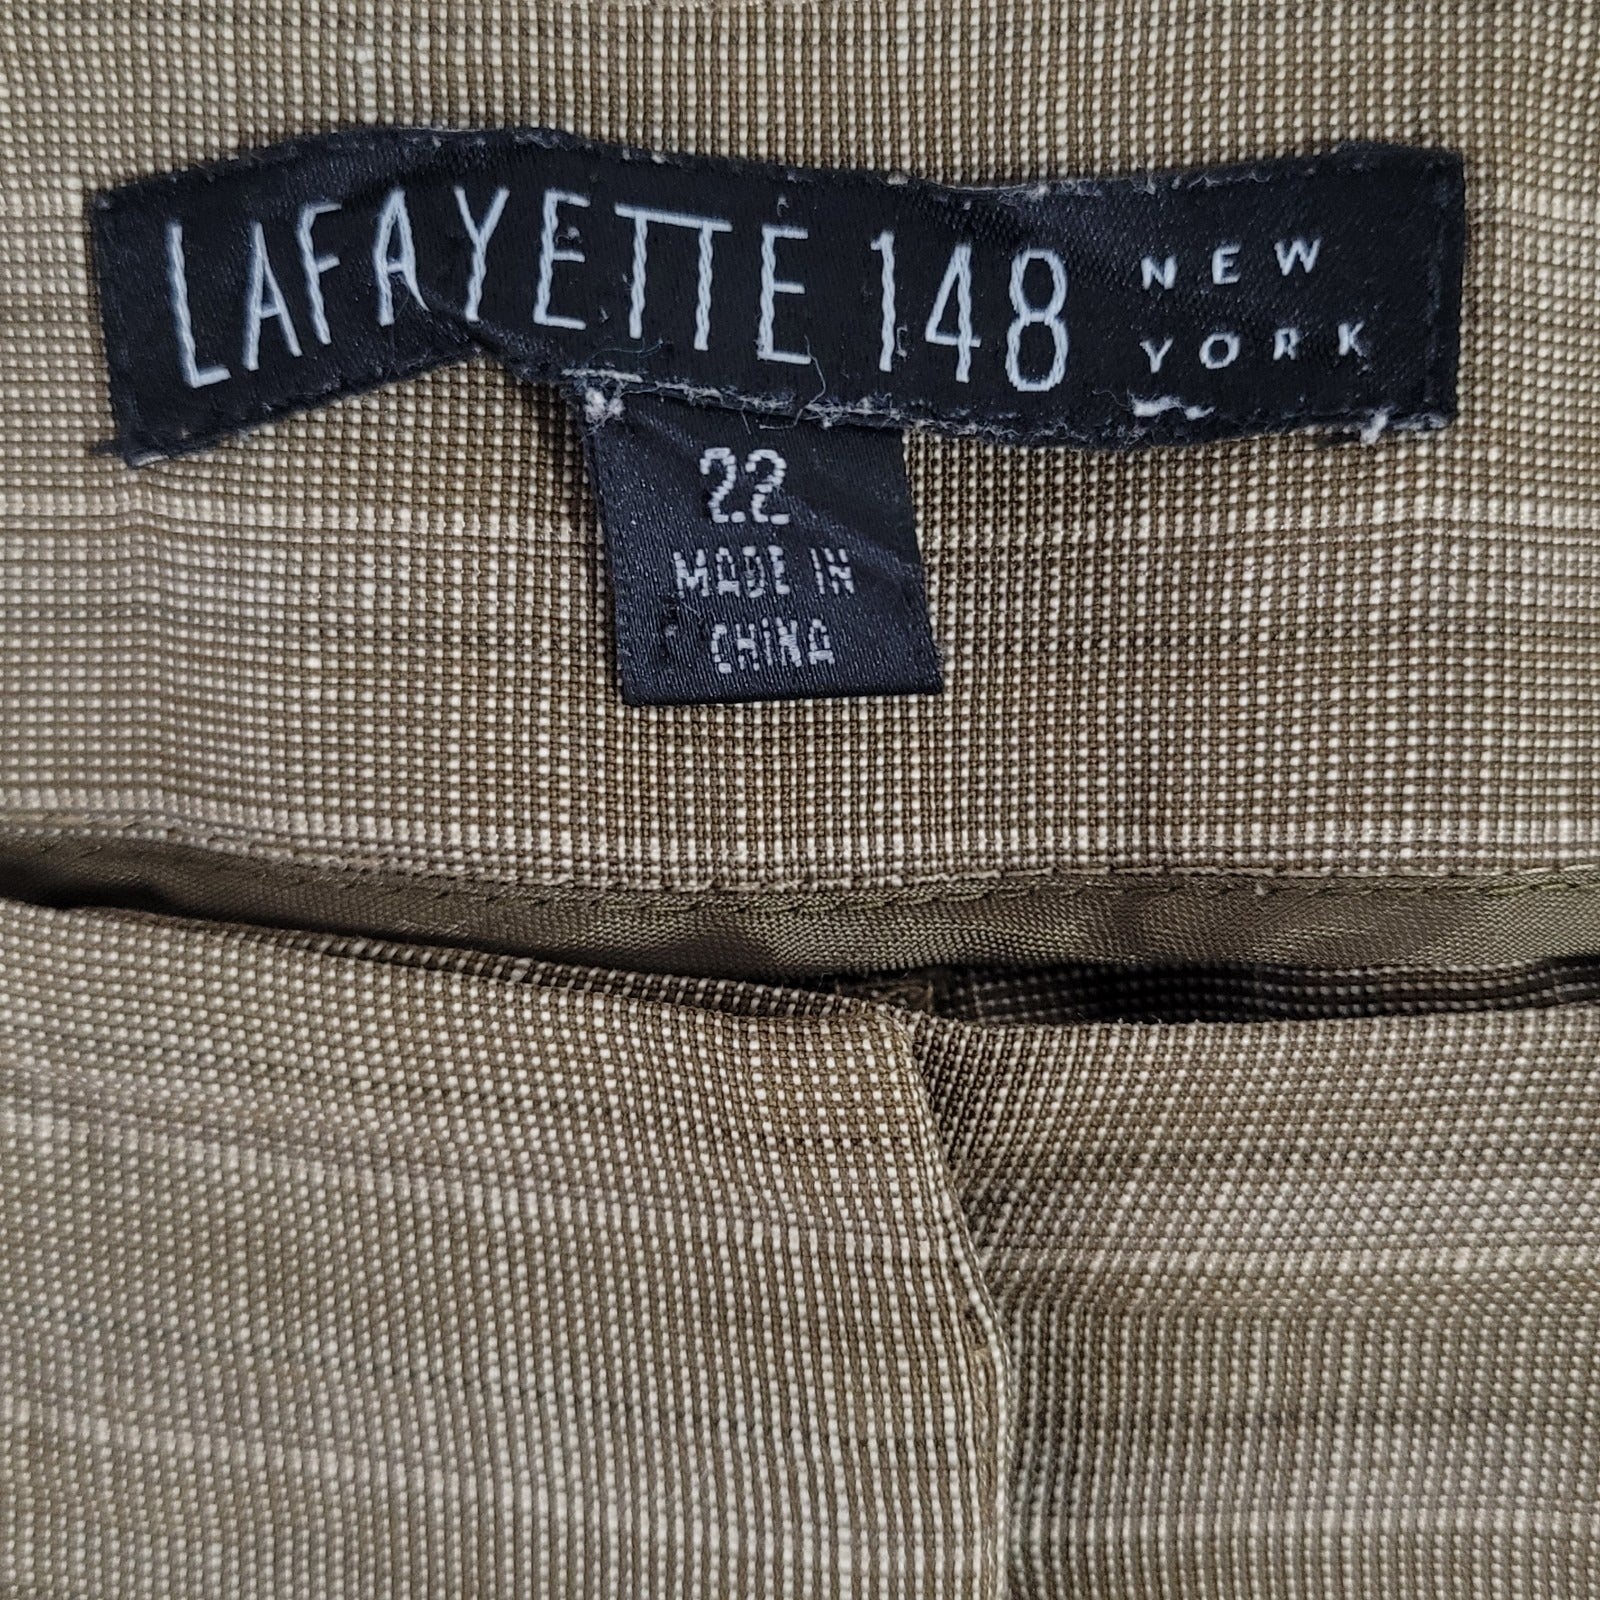 LAFAYETTE 148 NEW YORK
22
MADE IN
CHINA